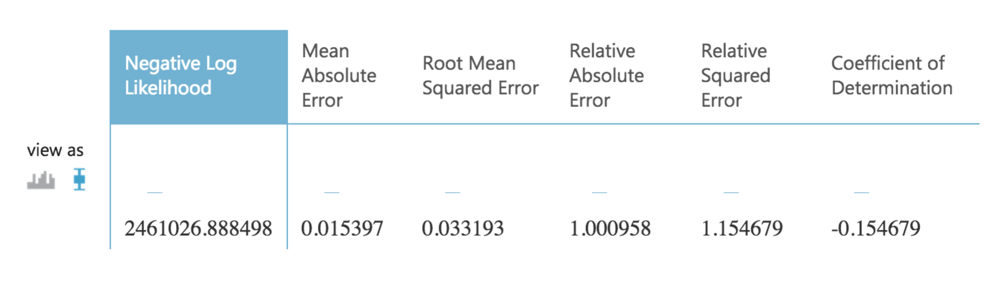 Negative Log
Likelihood
Mean
Absolute
Error
Root Mean
Squared Error
Relative
Absolute
Error
Relative
Squared
Error
Coefficient of
Determination
view as
2461026.888498
0.015397
0.033193
1.000958
1.154679
-0.154679